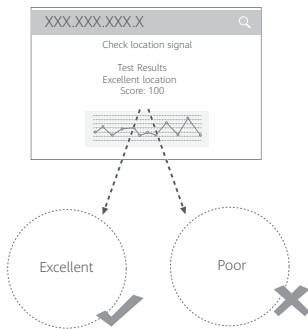 XXX.XXX.XXX.X
Check location signal
Test Results
Excellent location
Score: 100
Excellent
Poor